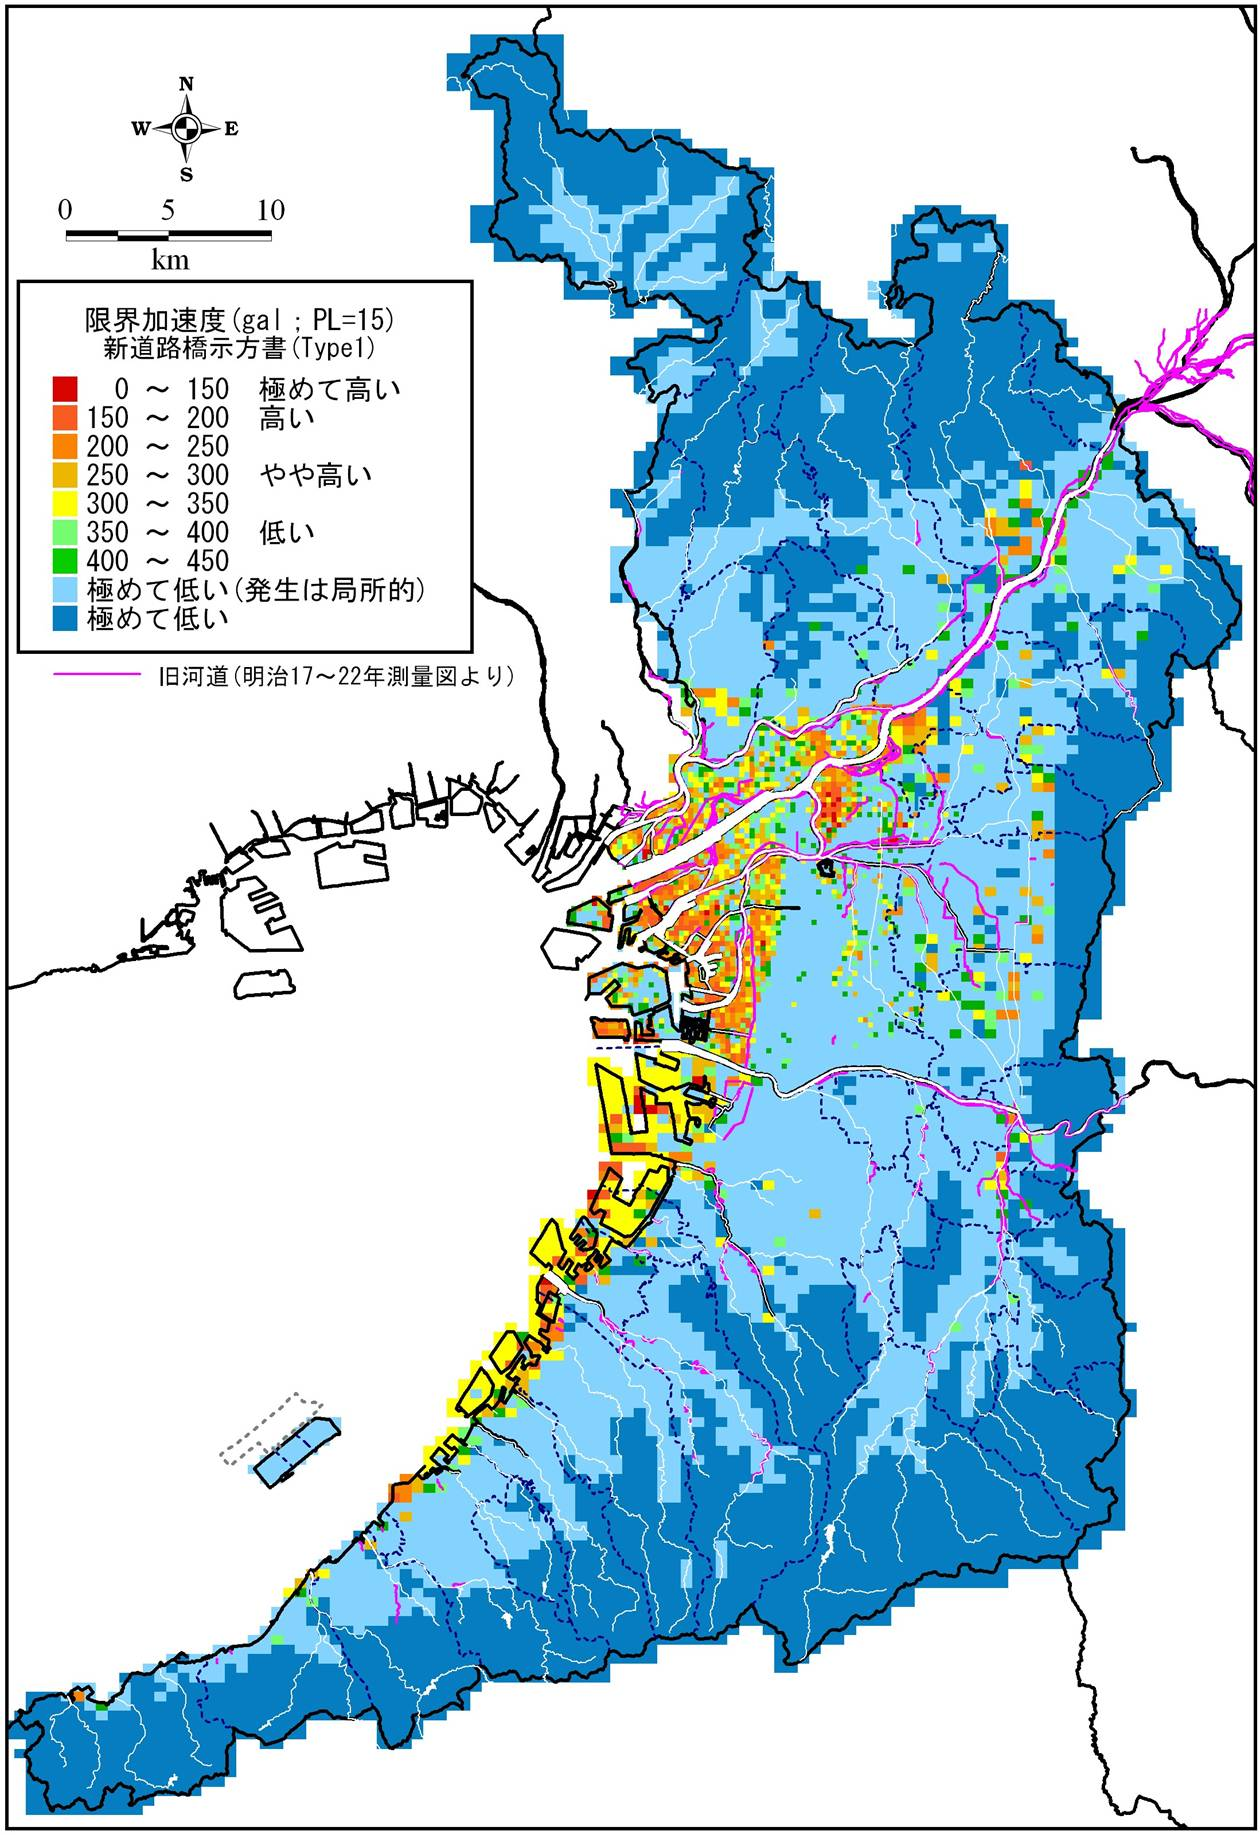 N
W E
S
0 5 10
km
限界加速度(gal ; PL=15)
新道路橋示方書(Type1)
0 ～ 150 極めて高い
150 ～ 200 高い
200 ～ 250
250 ～ 300 やや高い
300 ～ 350
350 ～ 400 低い
400 ～ 450
極めて低い(発生は局所的)
極めて低い
旧河道(明治17～22年測量図より)